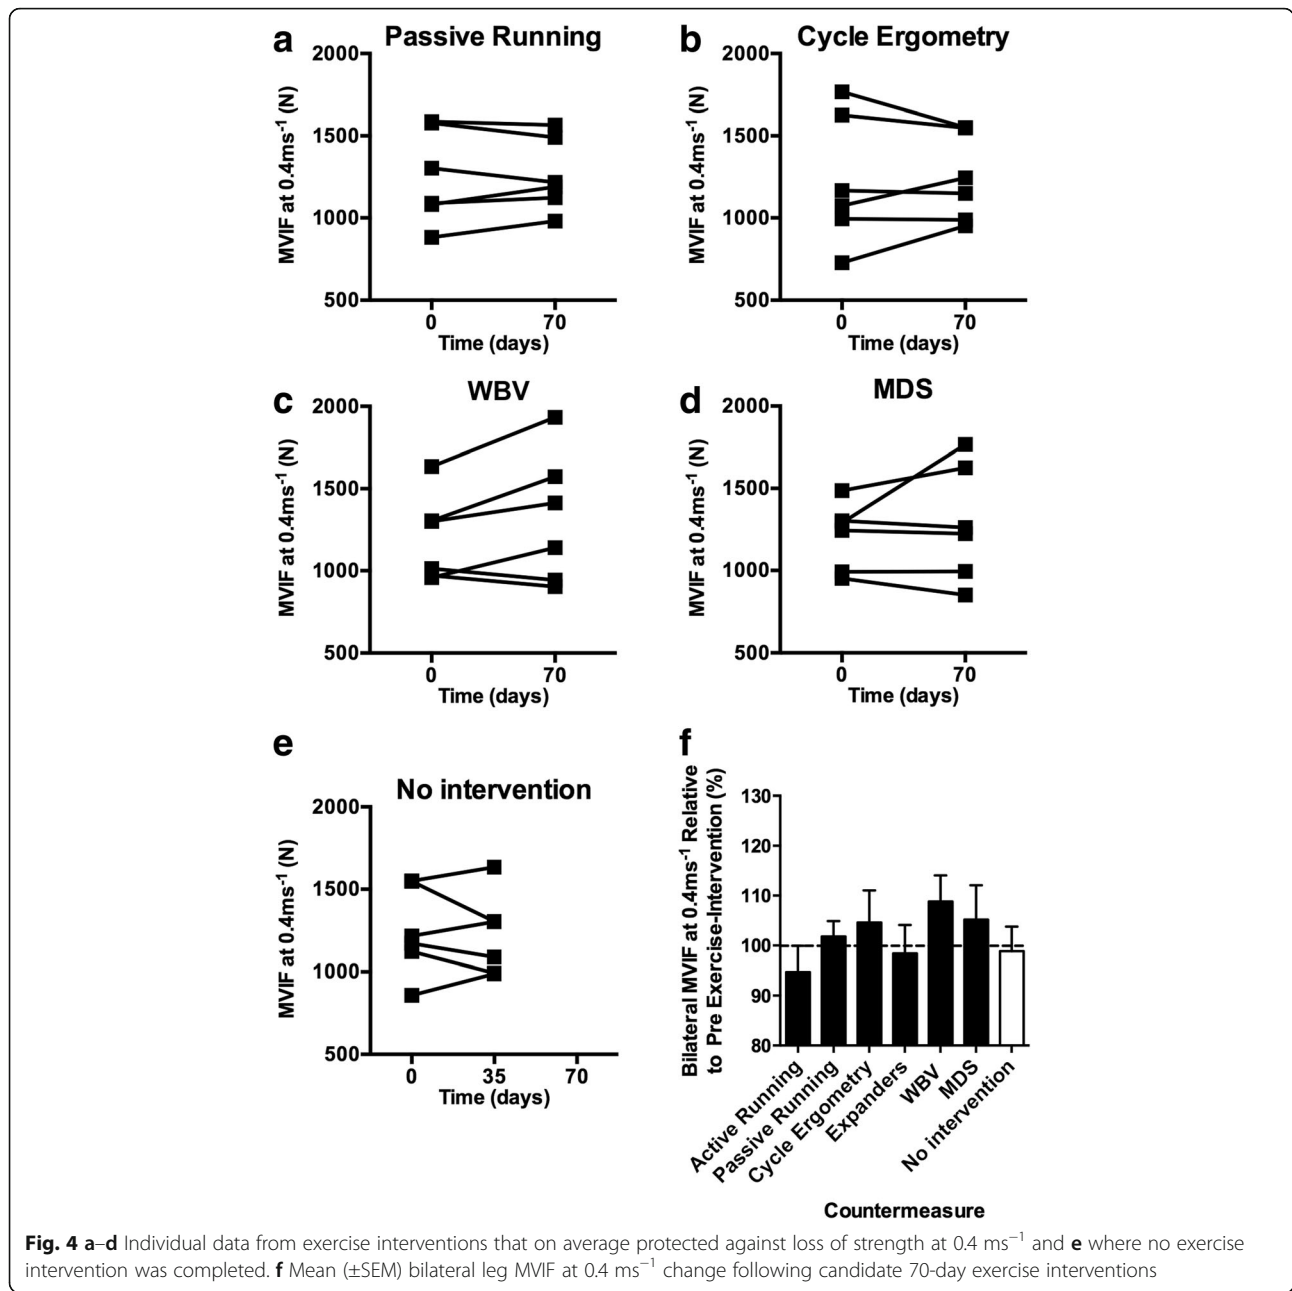 a Passive Running
2000
1500
1000
500
MVIF at 0.4ms-1 (N)
0 70
Time (days)
b Cycle Ergometry
2000
1500
1000
500
MVIF at 0.4ms-1 (N)
0 70
Time (days)
c WBV
2000
1500
1000
500
MVIF at 0.4ms-1 (N)
0 70
Time (days)
d MDS
2000
1500
1000
500
MVIF at 0.4ms-1 (N)
0 70
Time (days)
e
No intervention
2000
1500
1000
500
MVIF at 0.4ms-1 (N)
0 35 70
Time (days)
f
Bilateral MVIF at 0.4ms-1 Relative
to Pre Exercise-Intervention (%)
130
120
110
100
90
80
Active Running
Passive Running
Cycle Ergometry
Expanders
WBV
MDS
No intervention
Countermeasure
Fig. 4 a–d Individual data from exercise interventions that on average protected against loss of strength at 0.4 ms−1 and e where no exercise
intervention was completed. f Mean (±SEM) bilateral leg MVIF at 0.4 ms−1 change following candidate 70-day exercise interventions